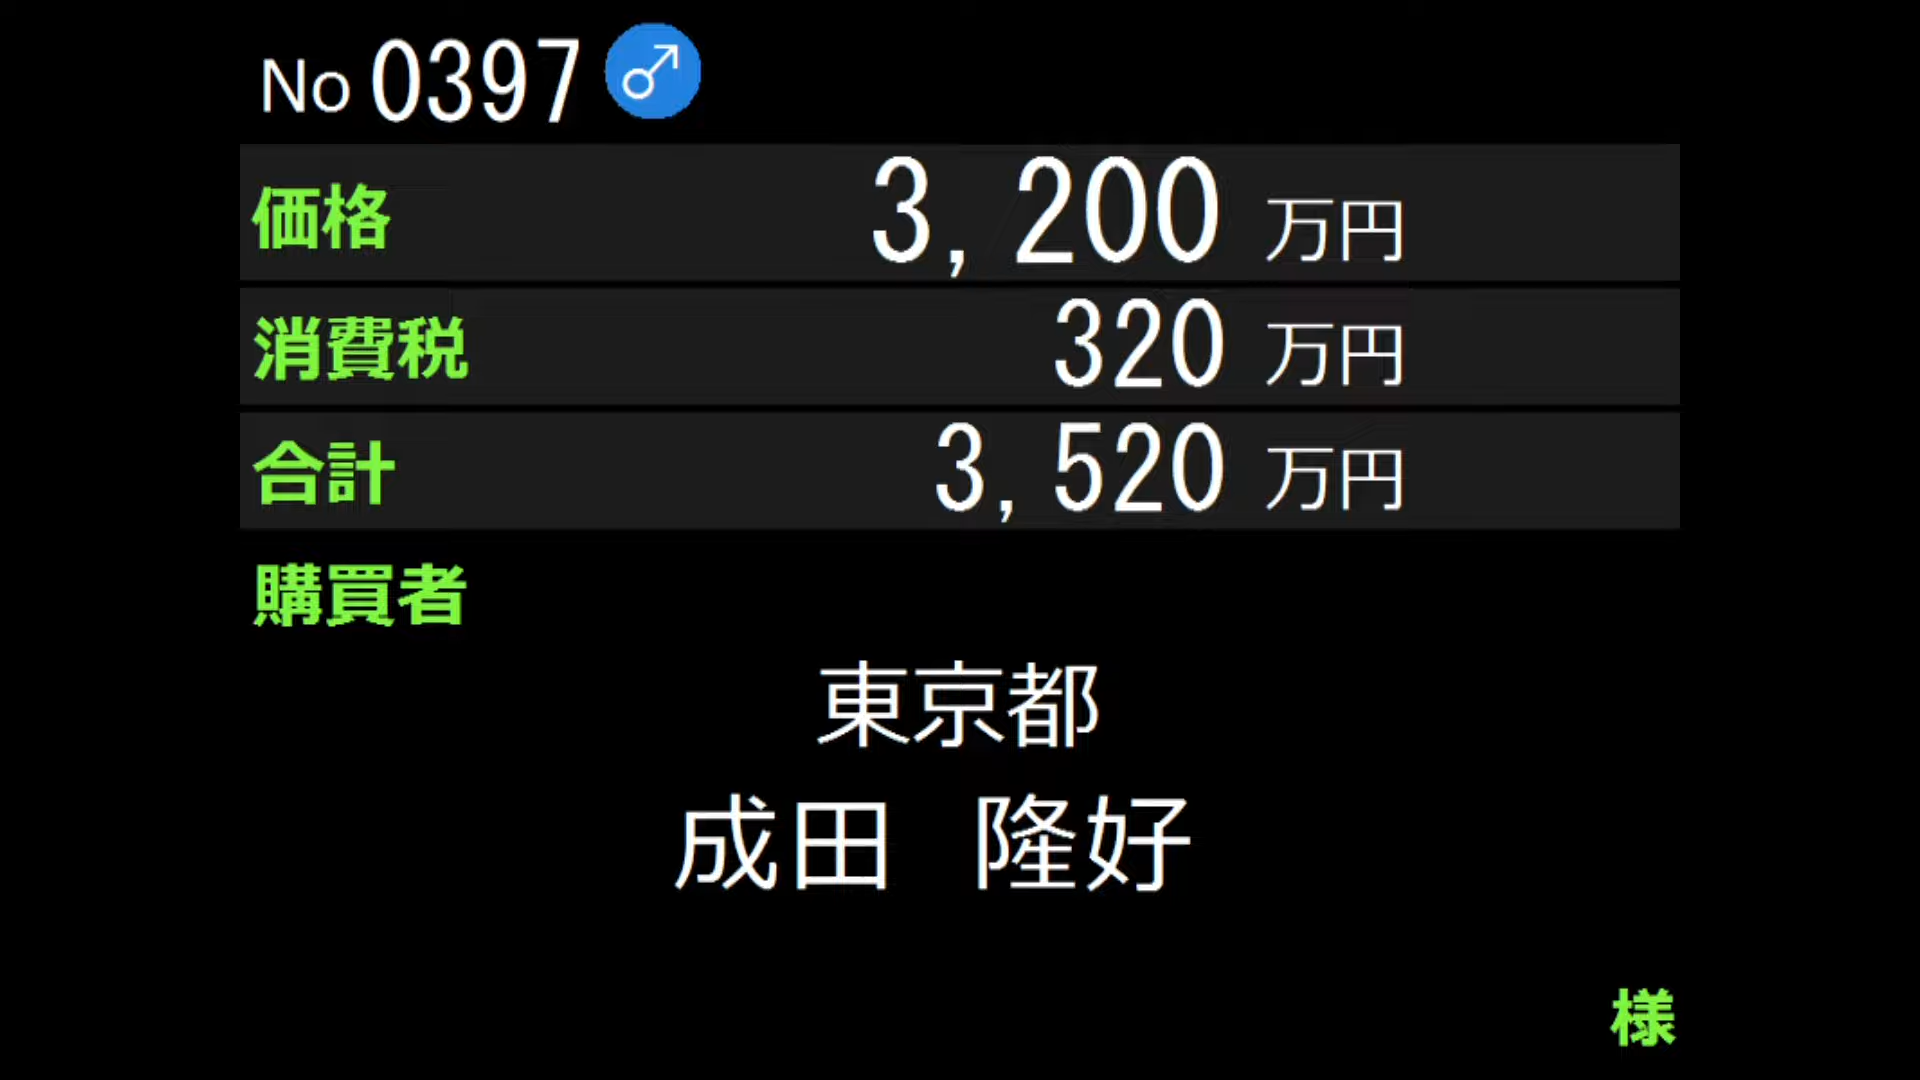 No 0397 ♂
価格 3,200 万円
消費税 320 万円
合計 3,520 万円
購買者
東京都
成田 隆好
様